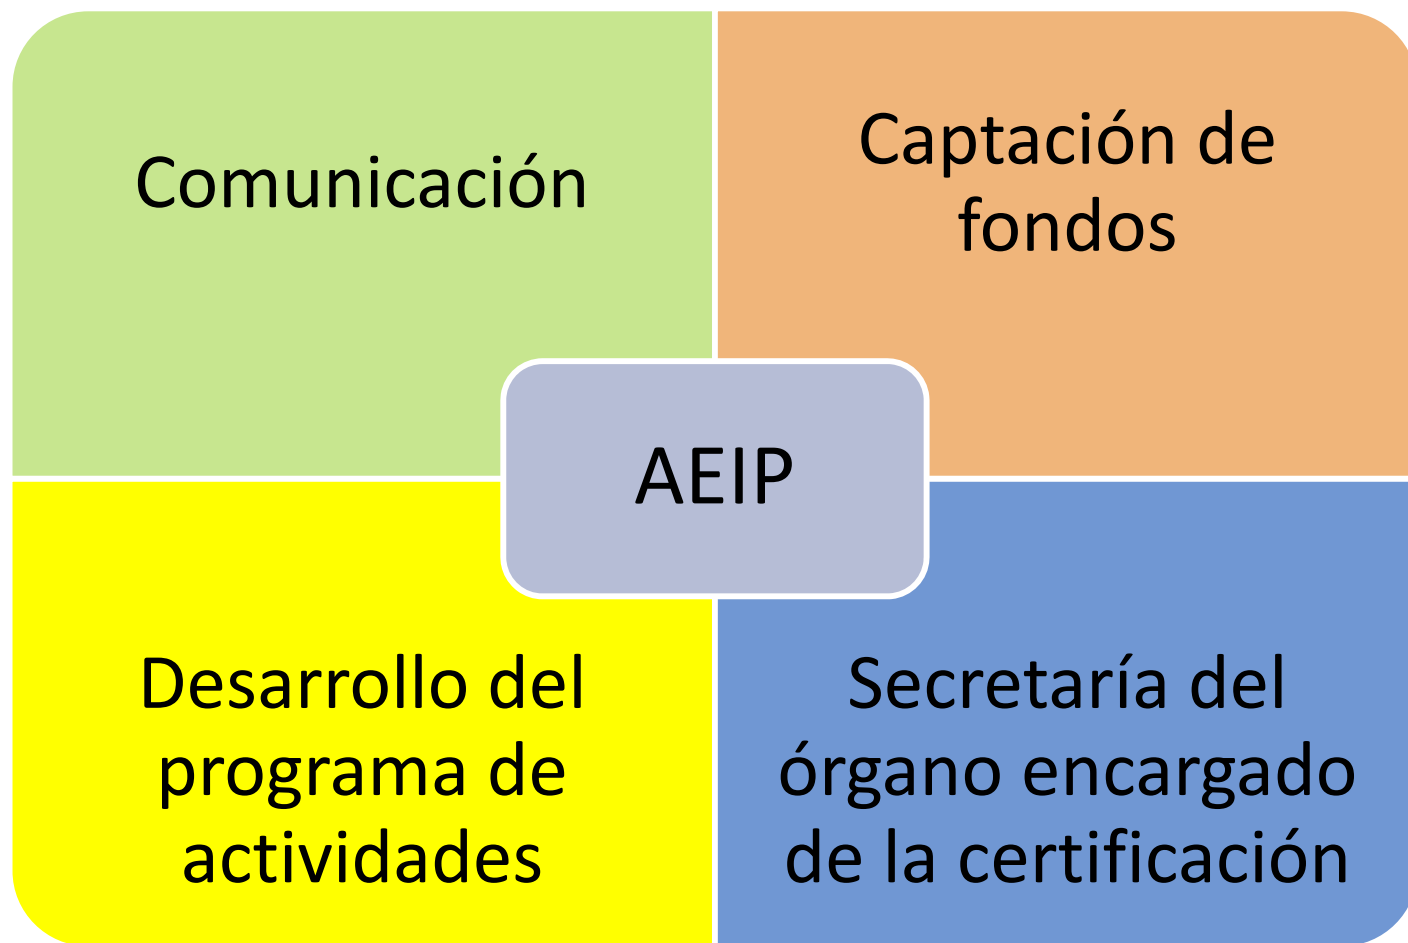 Comunicación
Captación de
fondos
AEIP
Desarrollo del
programa de
actividades
Secretaría del
órgano encargado
de la certificación